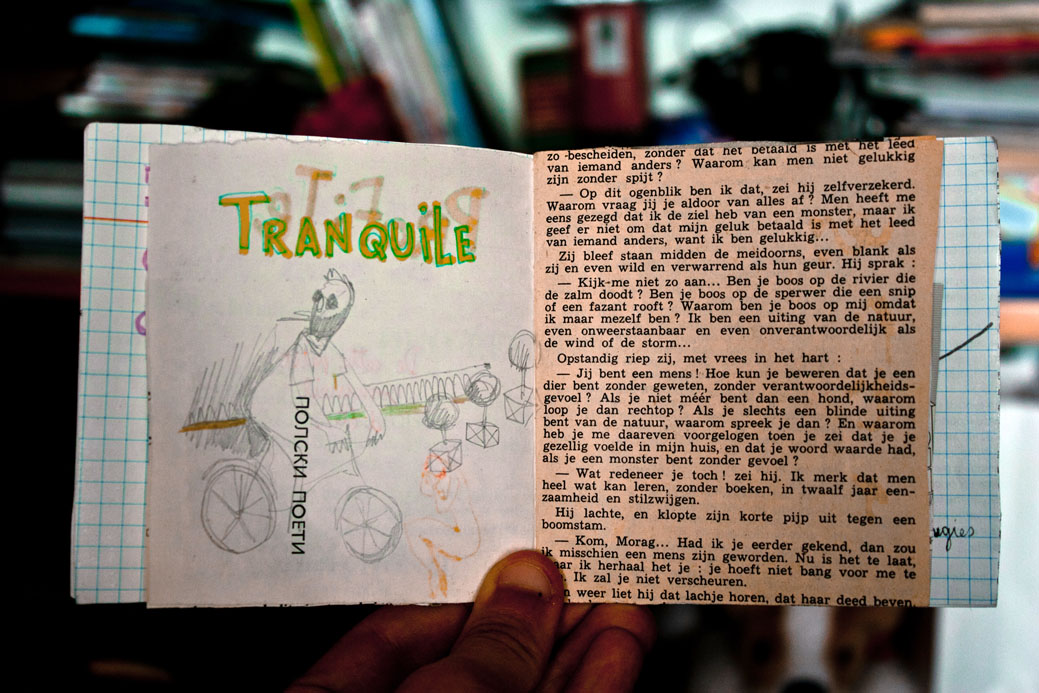 TRANQUILE
ПОЛСКИ ПОЕТИ
zo bescheiden, zonder dat het betaald is met het leed
van iemand anders ? Waarom kan men niet gelukkig
zijn zonder spijt ?
— Op dit ogenblik ben ik dat, zei hij zelfverzekerd.
Waarom vraag jij je aldoor van alles af ? Men heeft me
eens gezegd dat ik de ziel heb van een monster, maar ik
geef er niet om dat mijn geluk betaald is met het leed
van iemand anders, want ik ben gelukkig...
Zij bleef staan midden de meidoorns, even blank als
zij en even wild en verwarrend als hun geur. Hij sprak :
— Kijk-me niet zo aan... Ben je boos op de rivier die
de zalm doodt ? Ben je boos op de sperwer die een snip
of een fazant rooft ? Waarom ben je boos op mij omdat
ik maar mezelf ben ? Ik ben een uiting van de natuur,
even onweerstaanbaar en even onverantwoordelijk als
de wind of de storm...
Opstandig riep zij, met vrees in het hart :
— Jij bent een mens ! Hoe kun je beweren dat je een
dier bent zonder geweten, zonder verantwoordelijkheids-
gevoel ? Als je niet méér bent dan een hond, waarom
loop je dan rechtop ? Als je slechts een blinde uiting
bent van de natuur, waarom spreek je dan ? En waarom
heb je me daareven voorgelogen toen je zei dat je je
gezellig voelde in mijn huis, en dat je woord waarde had,
als je een monster bent zonder gevoel ?
— Wat redeneer je toch ! zei hij. Ik merk dat men
heel wat kan leren, zonder boeken, in twaalf jaar een-
zaamheid en stilzwijgen.
Hij lachte, en klopte zijn korte pijp uit tegen een
boomstam.
— Kom, Morag... Had ik je eerder gekend, dan zou
ik misschien een mens zijn geworden. Nu is het te laat,
ik herhaal het je : je hoeft niet bang voor me te
Ik zal je niet verscheuren.
weer liet hij dat lachje horen, dat haar deed beven.